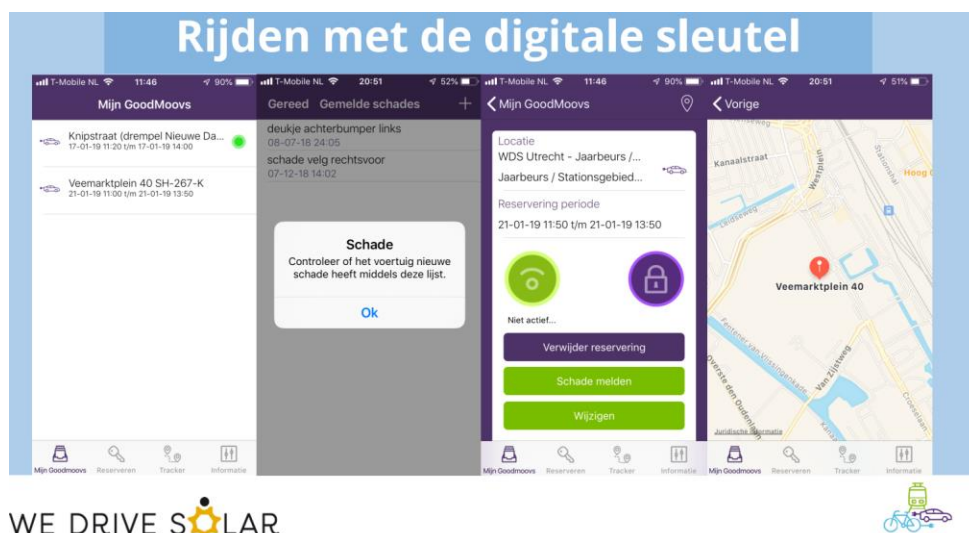 Rijden met de digitale sleutel
T-Mobile NL 11:46 90%
Mijn GoodMoovs
Knipstraat (drempel Nieuwe Da...
17-01-19 11:20 t/m 17-01-19 14:00
Veemarktplein 40 SH-267-K
21-01-19 11:00 t/m 21-01-19 13:50
Mijn Goodmoovs Reserveren Tracker Informatie
T-Mobile NL 20:51 52%
Gereed Gemelde schades +
deukje achterbumper links
08-07-18 24:05
schade velg rechtsvoor
07-12-18 14:02
Schade
Controleer of het voertuig nieuwe
schade heeft middels deze lijst.
Ok
T-Mobile NL 11:46 90%
Mijn GoodMoovs
Locatie
WDS Utrecht - Jaarbeurs /...
Jaarbeurs / Stationsgebied...
Reservering periode
21-01-19 11:50 t/m 21-01-19 13:50
Niet actief...
Verwijder reservering
Schade melden
Wijzigen
Mijn Goodmoovs Reserveren Tracker Informatie
T-Mobile NL 20:51 51%
Vorige
Kanaalstraat
Westplein
Stationshal
Hoog
Leidseweg
Veemarktplein 40
Van Zijstweg
Croeselaan
Juridische informatie
Mijn Goodmoovs Reserveren Tracker Informatie
WE DRIVE SOLAR